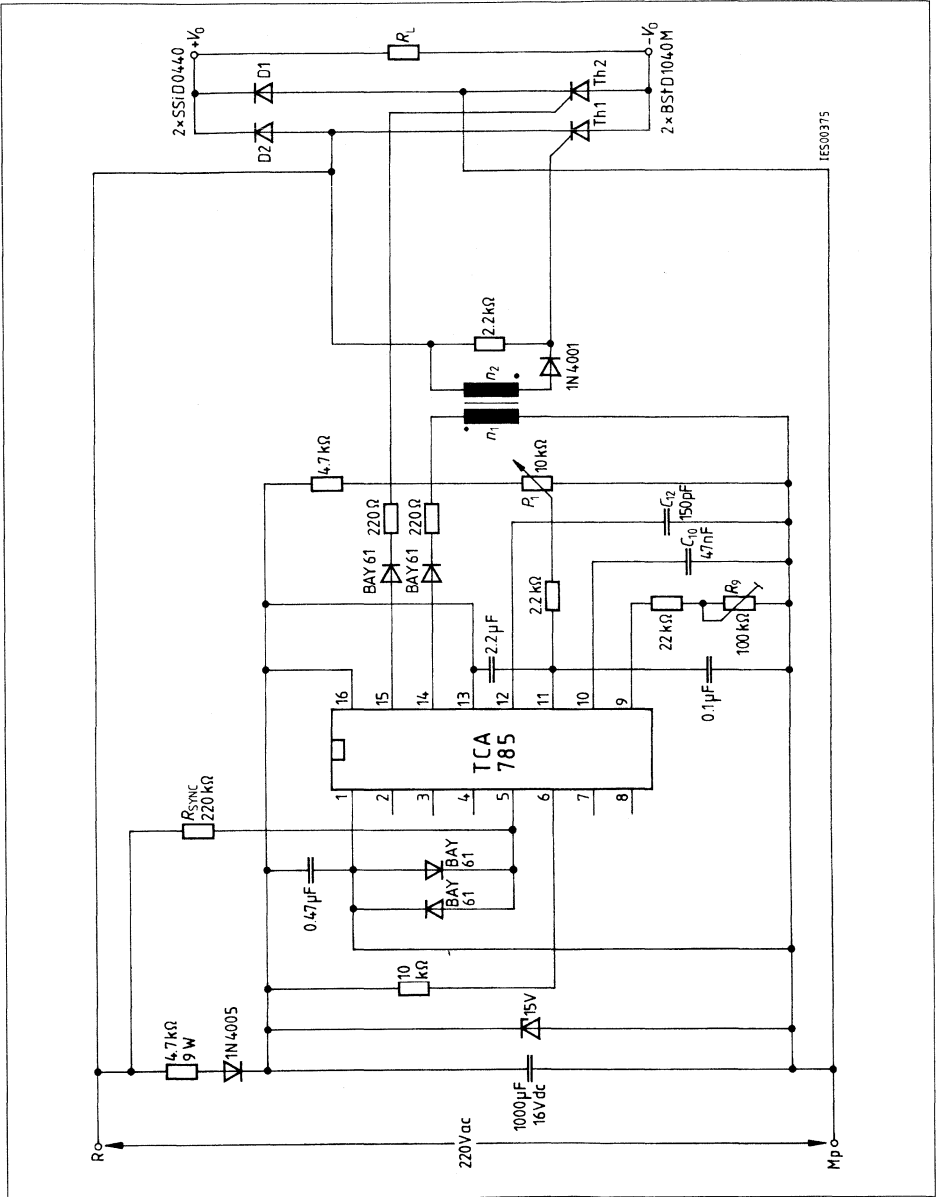 2×SSiD0440
+V0
D1
D2
RL
Th2
Th1
-V0
2×BStD1040M
IES00375
2.2kΩ
n2
n1
1N4001
4.7kΩ
220Ω
220Ω
BAY61
BAY61
P1
10kΩ
C12
150pF
C10
47nF
2.2kΩ
22kΩ
R9
100kΩ
2.2µF
0.1µF
16
15
14
13
12
11
10
9
TCA
785
1
2
3
4
5
6
7
8
RSYNC
220kΩ
0.47µF
BAY
61
BAY
61
10
kΩ
4.7kΩ
9W
1N4005
15V
1000µF
16Vdc
R
220Vac
Mp